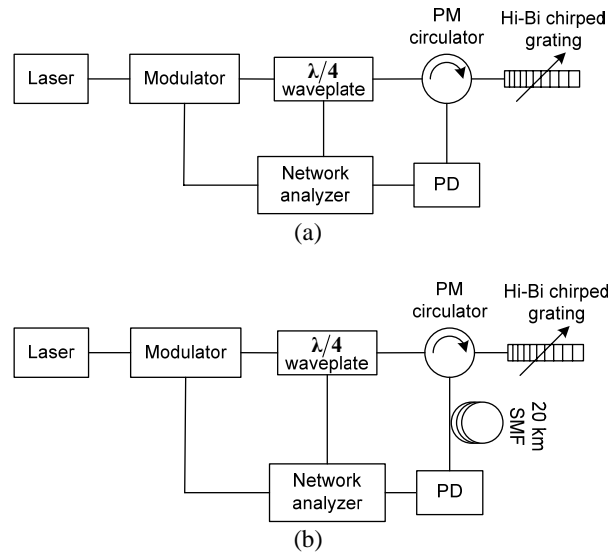 PM
circulator
Hi-Bi chirped
grating
Laser
Modulator
λ/4
waveplate
Network
analyzer
PD
(a)
PM
circulator
Hi-Bi chirped
grating
Laser
Modulator
λ/4
waveplate
20 km
SMF
Network
analyzer
PD
(b)